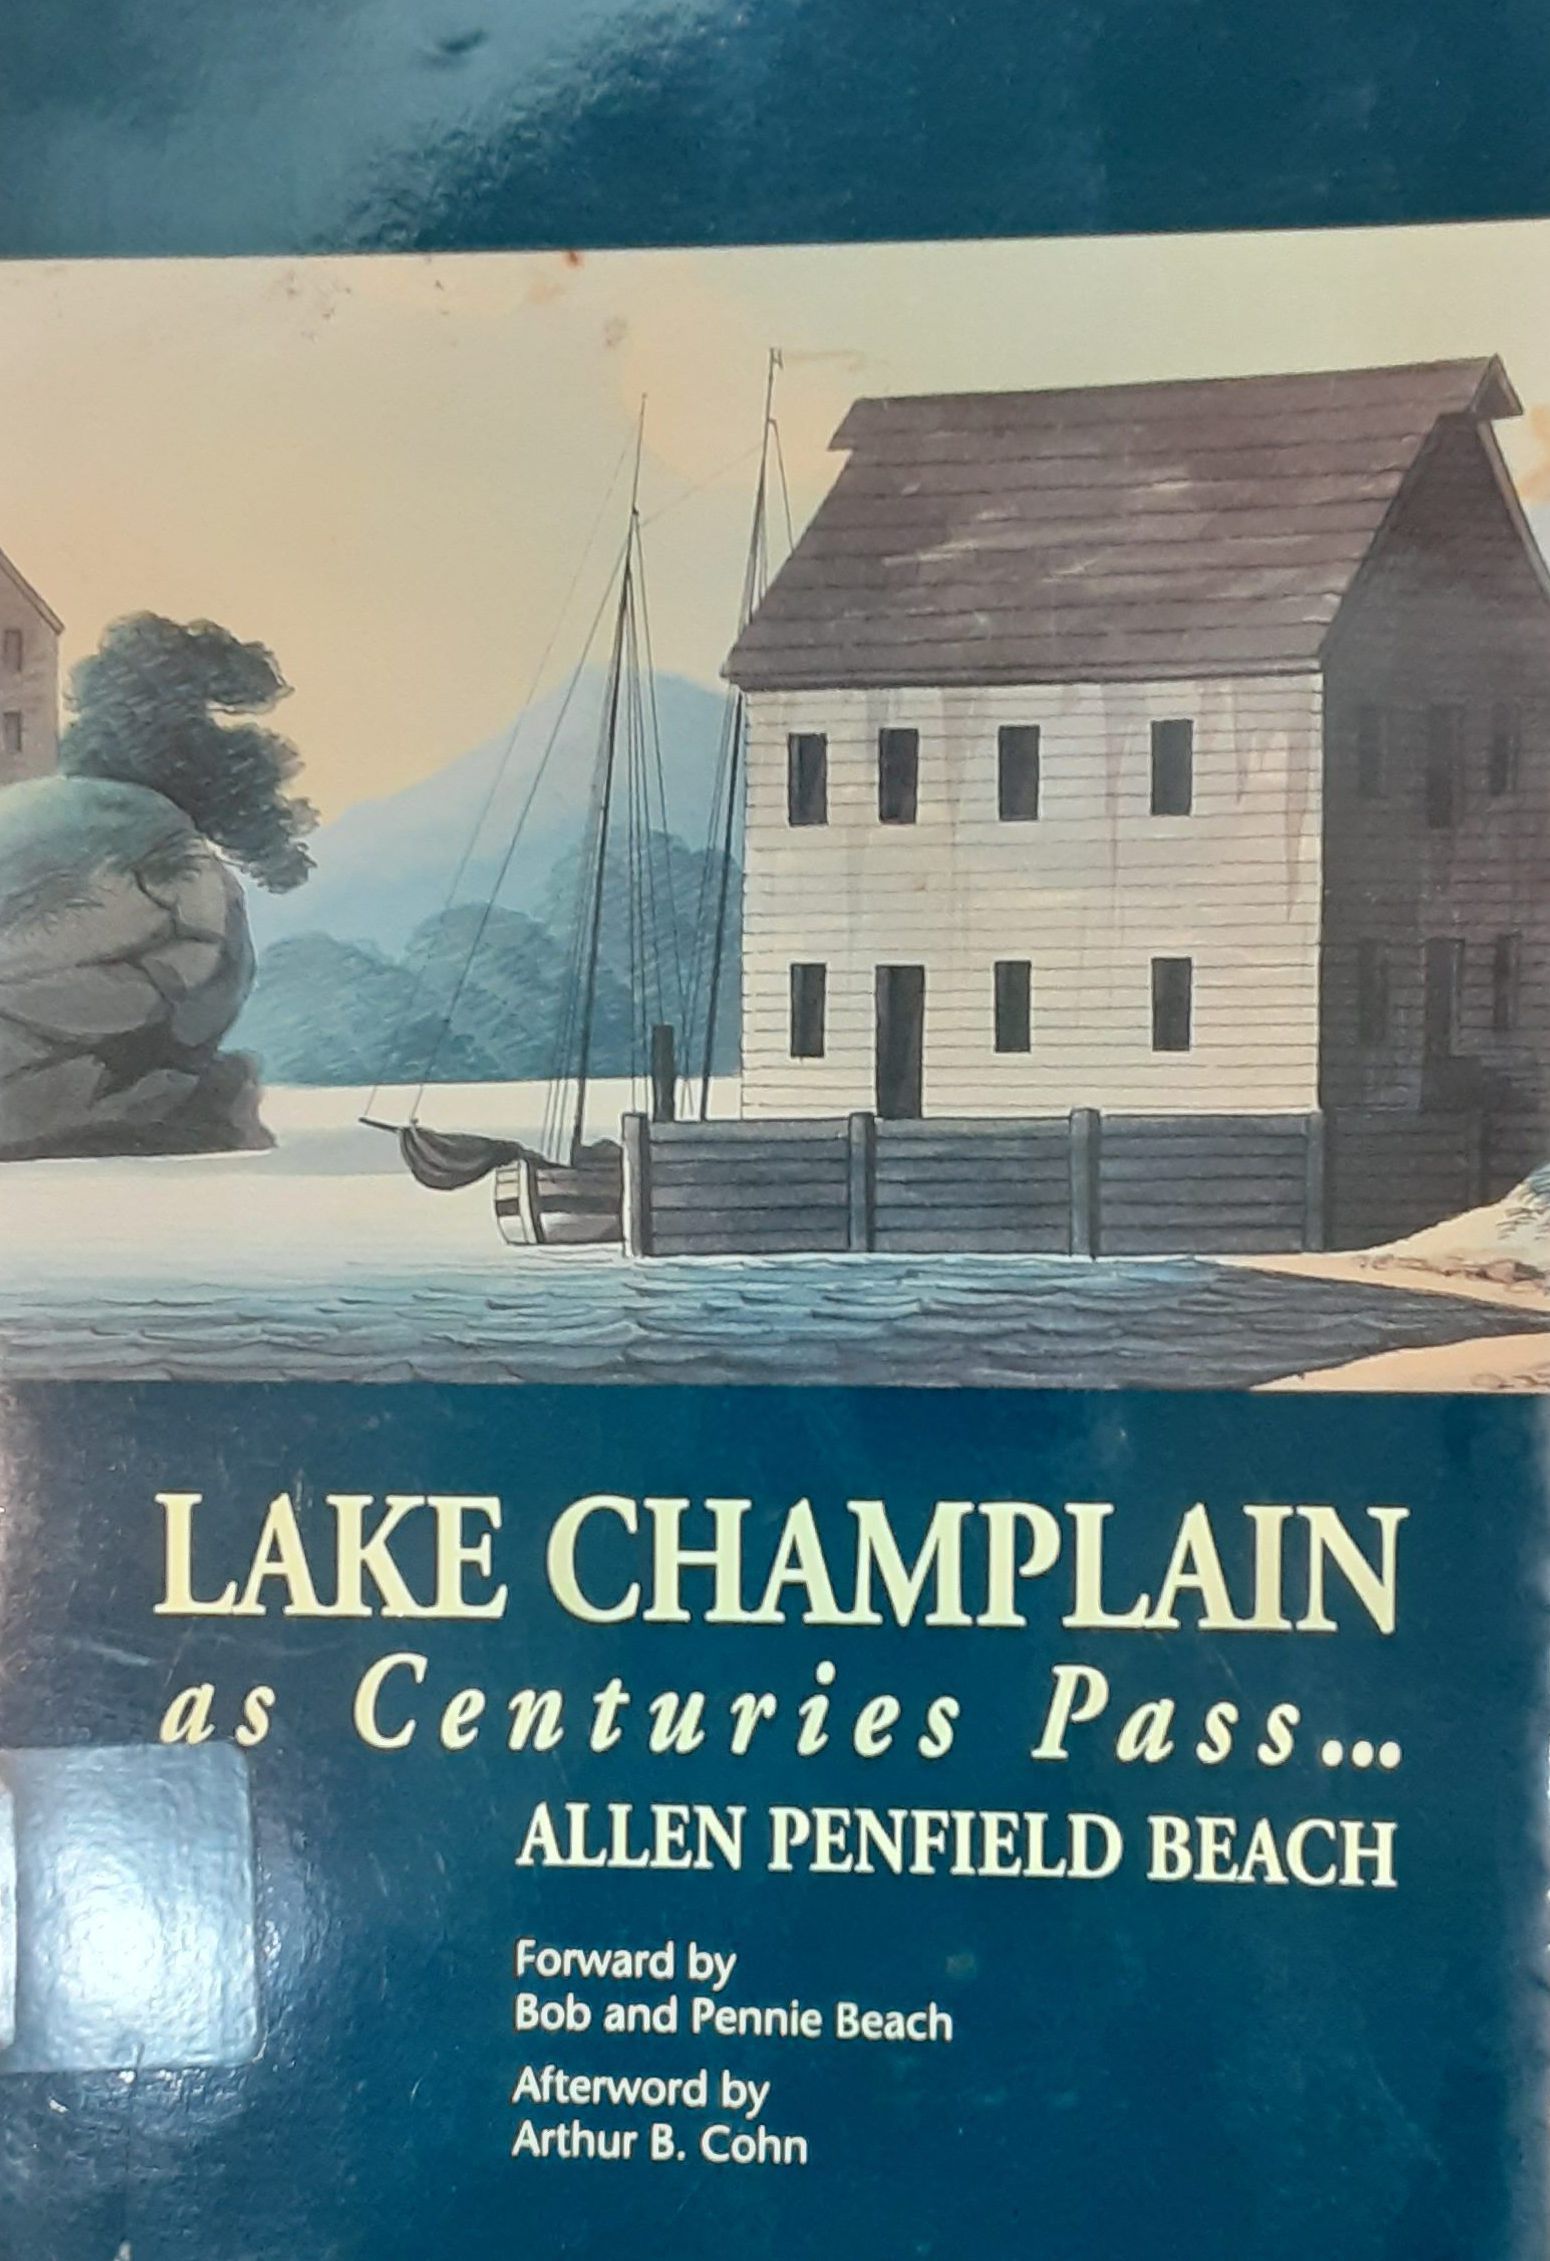 LAKE CHAMPLAIN
as Centuries Pass...
ALLEN PENFIELD BEACH
Forward by
Bob and Pennie Beach
Afterword by
Arthur B. Cohn